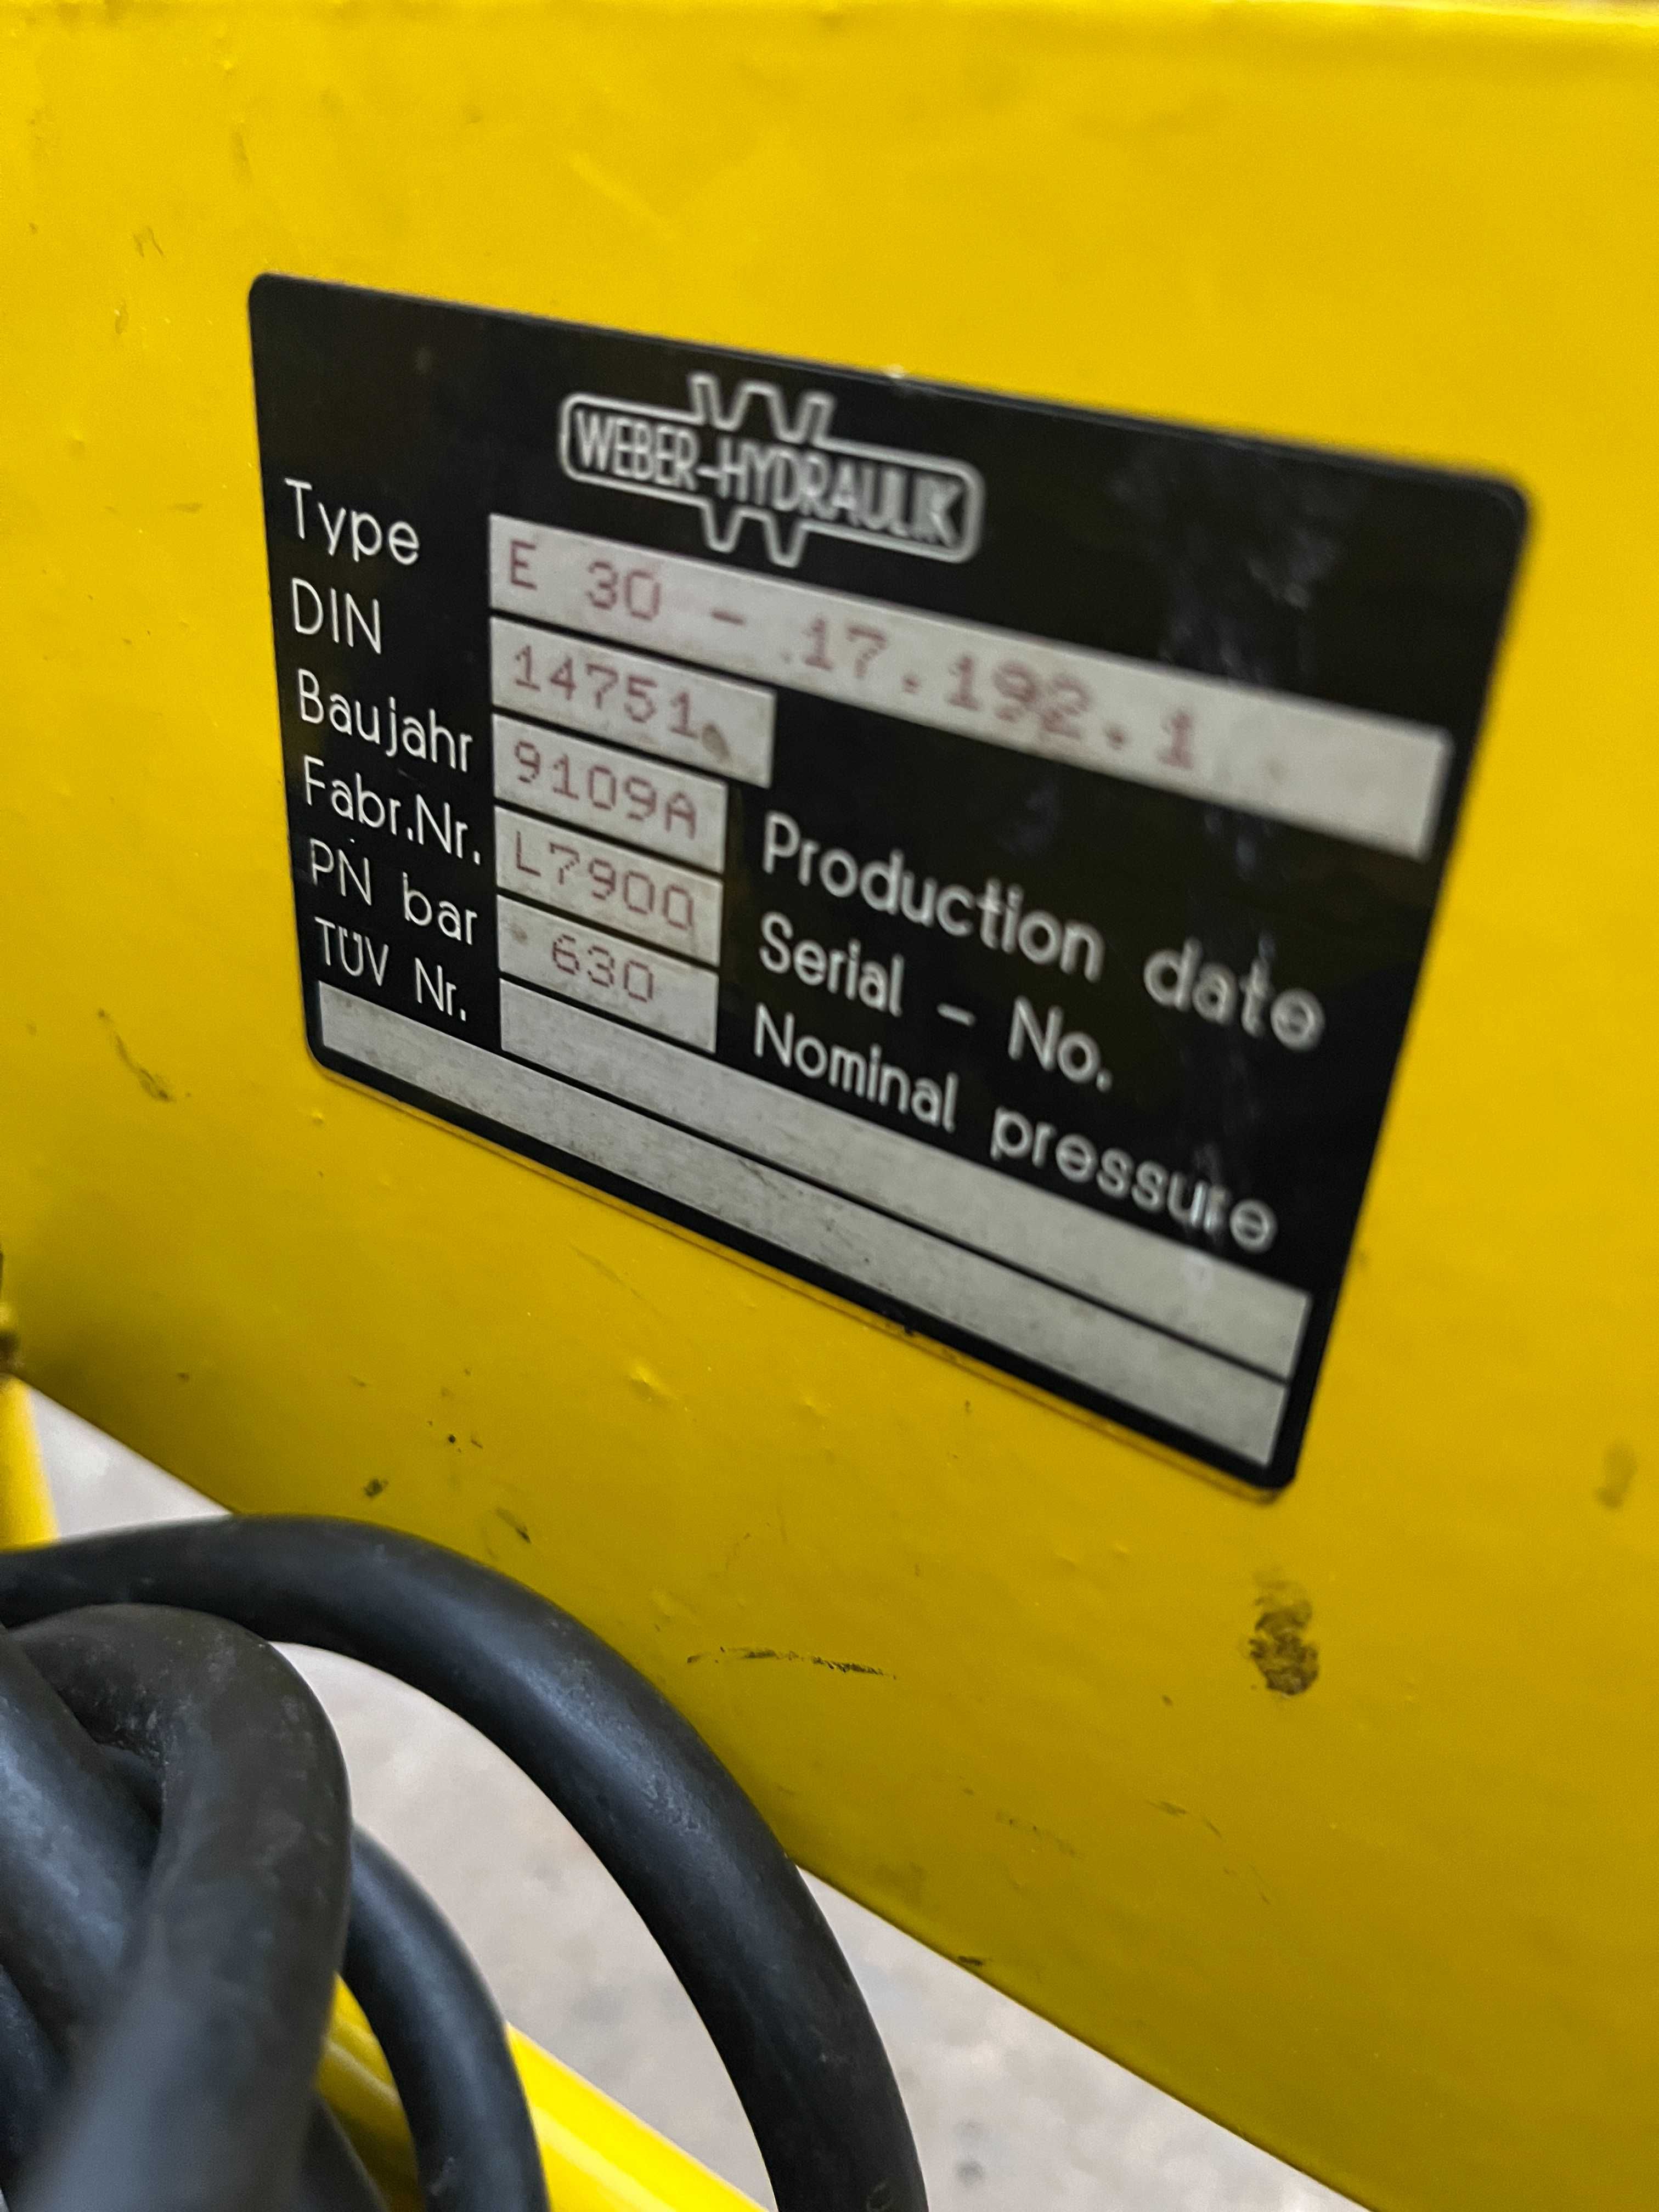 WEBER-HYDRAULIK
Type E 30 - 17.192.1
DIN 14751
Baujahr 9109A Production date
Fabr.Nr. L7900 Serial - No.
PN bar 630 Nominal pressure
TÜV Nr.